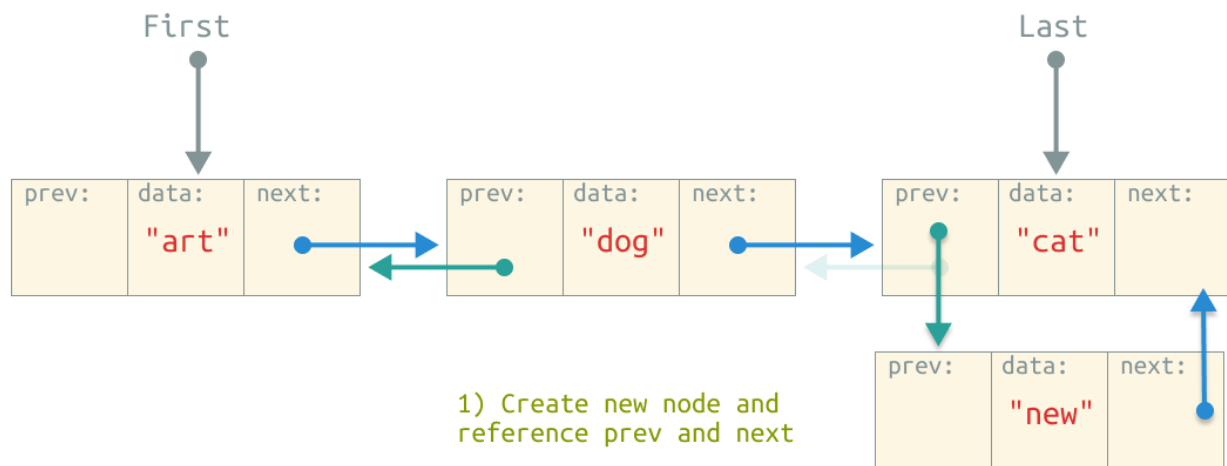 First
Last
prev: data: next:
"art"
prev: data: next:
"dog"
prev: data: next:
"cat"
prev: data: next:
"new"
1) Create new node and
reference prev and next